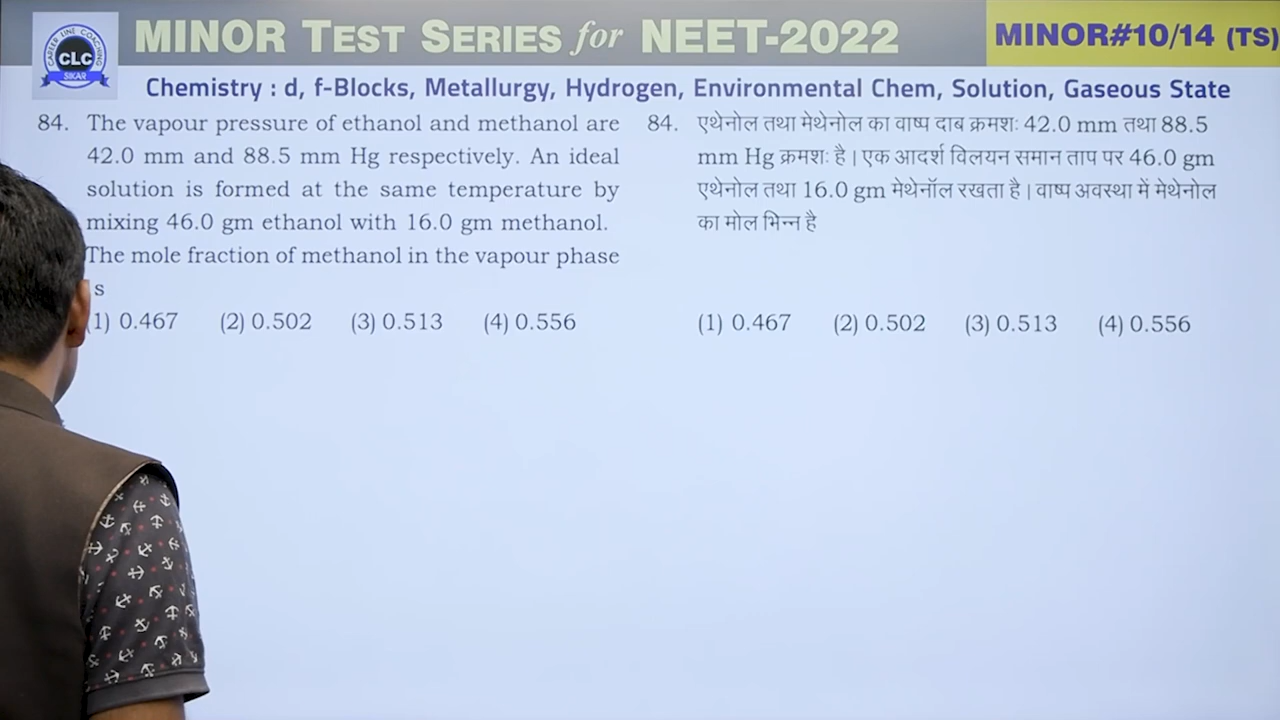 CAREER LINE COACHING
CLC
SIKAR
MINOR TEST SERIES for NEET-2022
MINOR#10/14 (TS)
Chemistry : d, f-Blocks, Metallurgy, Hydrogen, Environmental Chem, Solution, Gaseous State
84. The vapour pressure of ethanol and methanol are
42.0 mm and 88.5 mm Hg respectively. An ideal
solution is formed at the same temperature by
mixing 46.0 gm ethanol with 16.0 gm methanol.
The mole fraction of methanol in the vapour phase
s
(1) 0.467 (2) 0.502 (3) 0.513 (4) 0.556
84. एथेनोल तथा मेथेनोल का वाष्प दाब क्रमशः 42.0 mm तथा 88.5
mm Hg क्रमशः है। एक आदर्श विलयन समान ताप पर 46.0 gm
एथेनोल तथा 16.0 gm मेथेनॉल रखता है। वाष्प अवस्था में मेथेनोल
का मोल भिन्न है
(1) 0.467 (2) 0.502 (3) 0.513 (4) 0.556